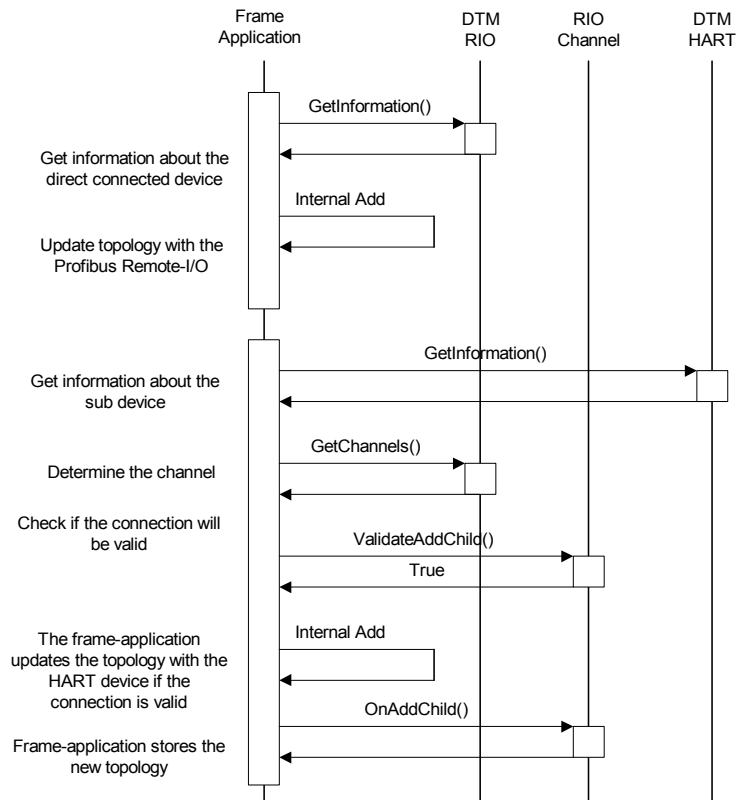 Frame
Application
DTM
RIO
RIO
Channel
DTM
HART
GetInformation()
Get information about the
direct connected device
Internal Add
Update topology with the
Profibus Remote-I/O
GetInformation()
Get information about the
sub device
GetChannels()
Determine the channel
Check if the connection will
be valid
ValidateAddChild()
True
Internal Add
The frame-application
updates the topology with the
HART device if the
connection is valid
OnAddChild()
Frame-application stores the
new topology